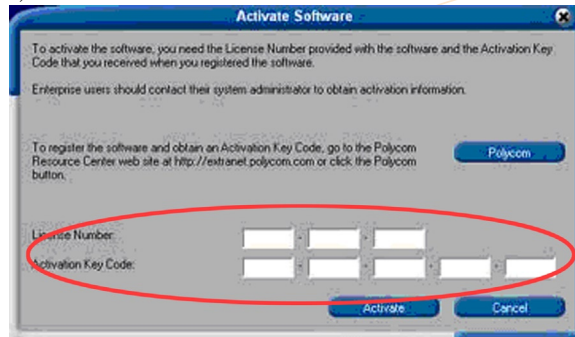 Activate Software
To activate the software, you need the License Number provided with the software and the Activation Key
Code that you received when you registered the software.
Enterprise users should contact their system administrator to obtain activation information.
To register the software and obtain an Activation Key Code, go to the Polycom
Resource Center web site at http://extranet.polycom.com or click the Polycom
button.
Polycom
License Number:
Activation Key Code:
Activate
Cancel